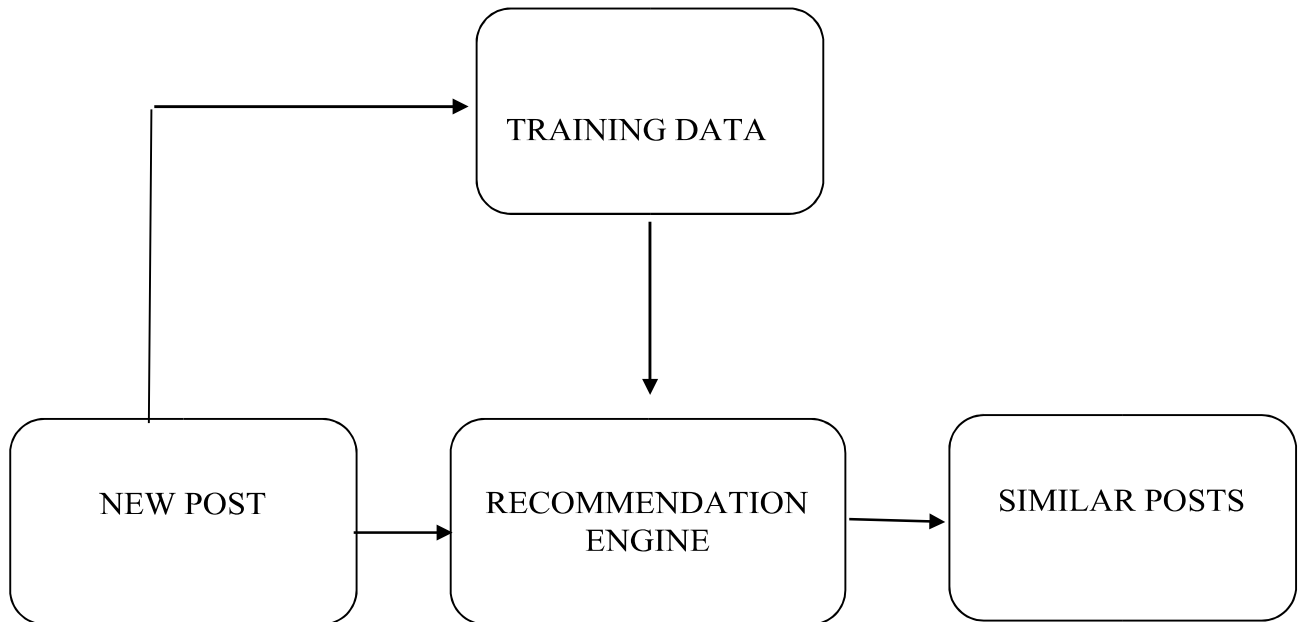 TRAINING DATA
NEW POST
RECOMMENDATION
ENGINE
SIMILAR POSTS